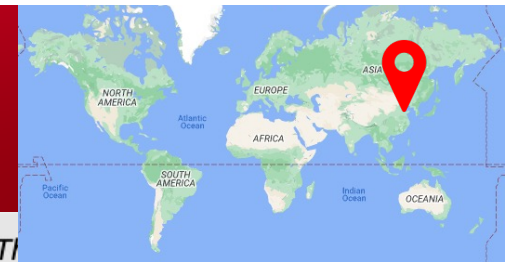 NORTH
AMERICA
EUROPE
ASIA
Atlantic
Ocean
AFRICA
SOUTH
AMERICA
Pacific
Ocean
Indian
Ocean
OCEANIA